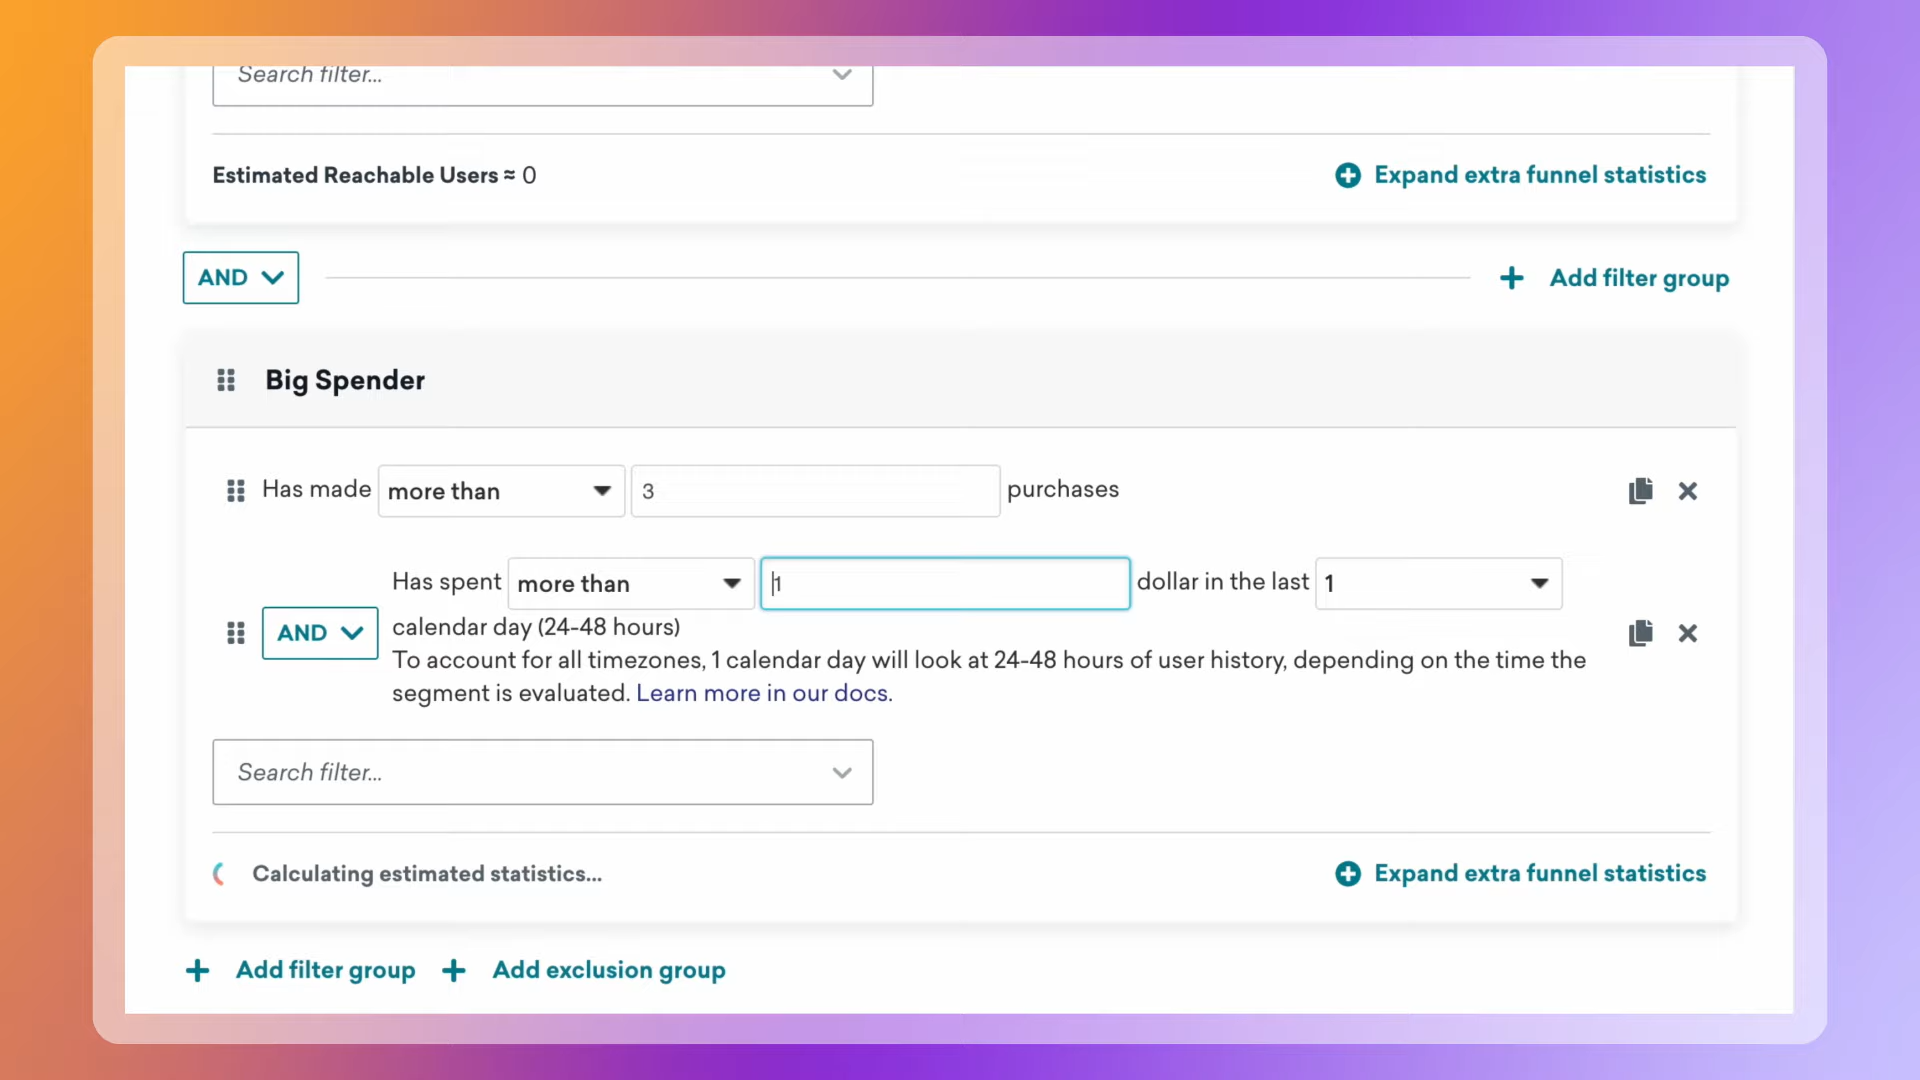 Search filter...
Estimated Reachable Users ≈ 0
Expand extra funnel statistics
AND
Add filter group
Big Spender
Has made more than 3 purchases
Has spent more than 1 dollar in the last 1
AND
calendar day (24-48 hours)
To account for all timezones, 1 calendar day will look at 24-48 hours of user history, depending on the time the
segment is evaluated. Learn more in our docs.
Search filter...
Calculating estimated statistics...
Expand extra funnel statistics
Add filter group
Add exclusion group